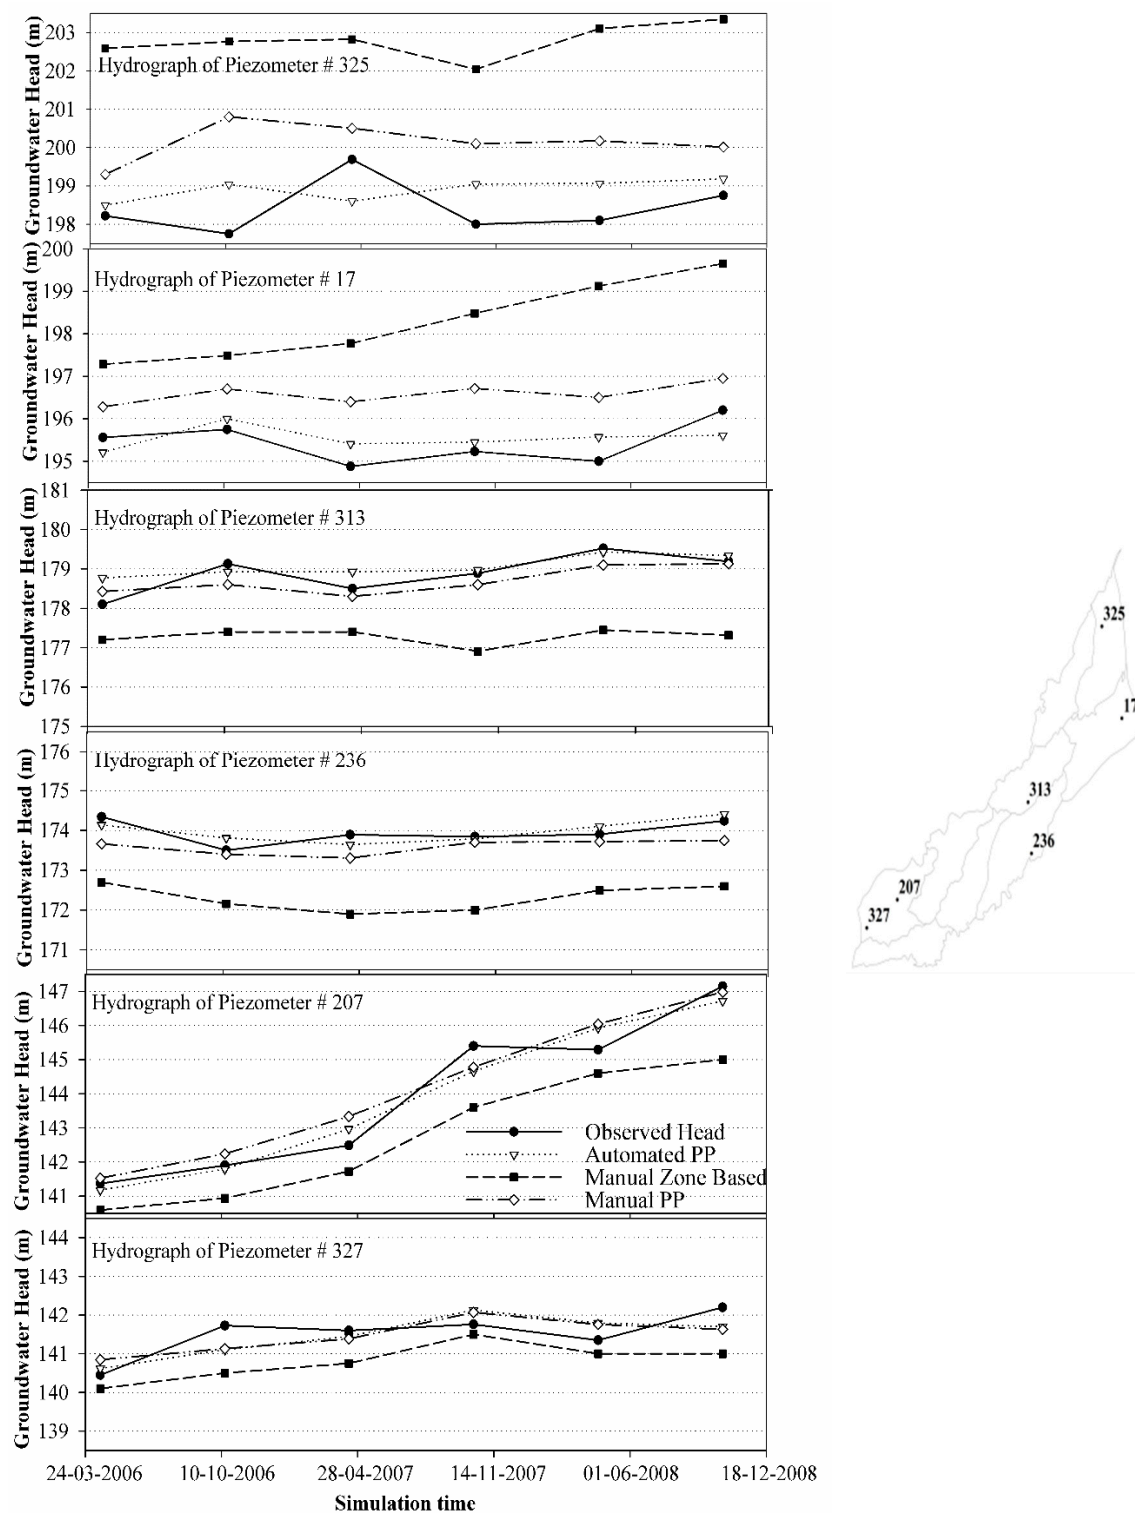 Groundwater Head (m)
203
202
201
200
199
198
Hydrograph of Piezometer # 325
Groundwater Head (m)
200
199
198
197
196
195
Hydrograph of Piezometer # 17
Groundwater Head (m)
181
180
179
178
177
176
175
Hydrograph of Piezometer # 313
Groundwater Head (m)
176
175
174
173
172
171
Hydrograph of Piezometer # 236
Groundwater Head (m)
147
146
145
144
143
142
141
Hydrograph of Piezometer # 207
Observed Head
Automated PP
Manual Zone Based
Manual PP
Groundwater Head (m)
144
143
142
141
140
139
Hydrograph of Piezometer # 327
24-03-2006 10-10-2006 28-04-2007 14-11-2007 01-06-2008 18-12-2008
Simulation time
325
17
313
236
207
327